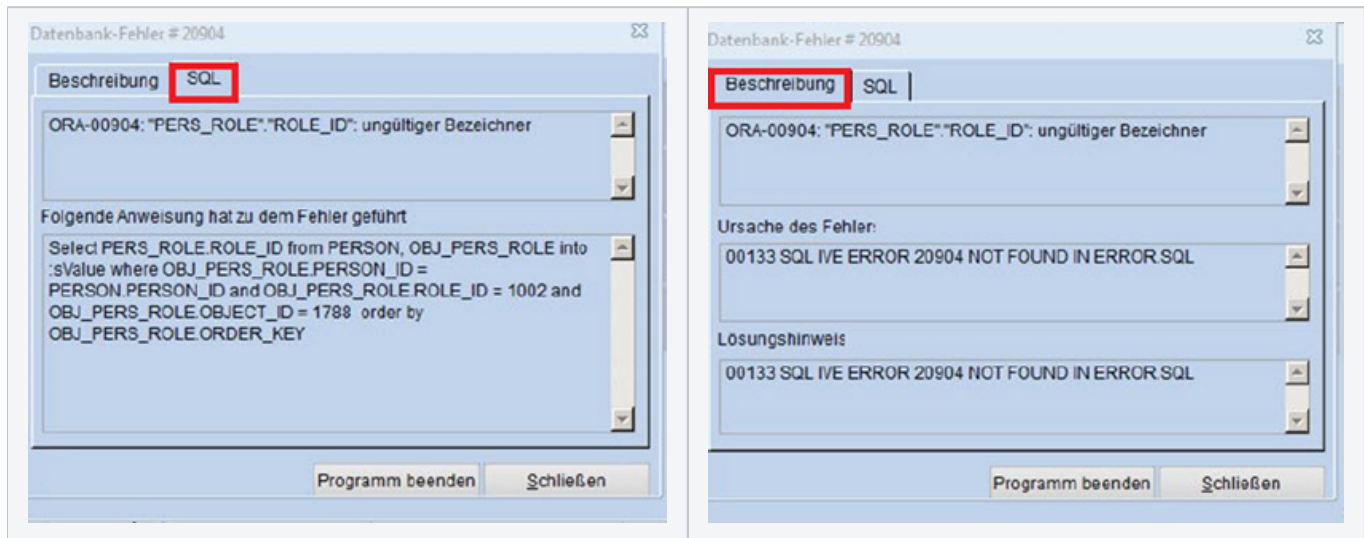 Datenbank-Fehler # 20904
Beschreibung
SQL
ORA-00904: "PERS_ROLE"."ROLE_ID": ungültiger Bezeichner
Folgende Anweisung hat zu dem Fehler geführt
Select PERS_ROLE.ROLE_ID from PERSON, OBJ_PERS_ROLE into
:sValue where OBJ_PERS_ROLE.PERSON_ID =
PERSON.PERSON_ID and OBJ_PERS_ROLE.ROLE_ID = 1002 and
OBJ_PERS_ROLE.OBJECT_ID = 1788 order by
OBJ_PERS_ROLE.ORDER_KEY
Programm beenden
Schließen
Datenbank-Fehler # 20904
Beschreibung
SQL
ORA-00904: "PERS_ROLE"."ROLE_ID": ungültiger Bezeichner
Ursache des Fehlers
00133 SQL I/E ERROR 20904 NOT FOUND IN ERROR.SQL
Lösungshinweis
00133 SQL I/E ERROR 20904 NOT FOUND IN ERROR.SQL
Programm beenden
Schließen